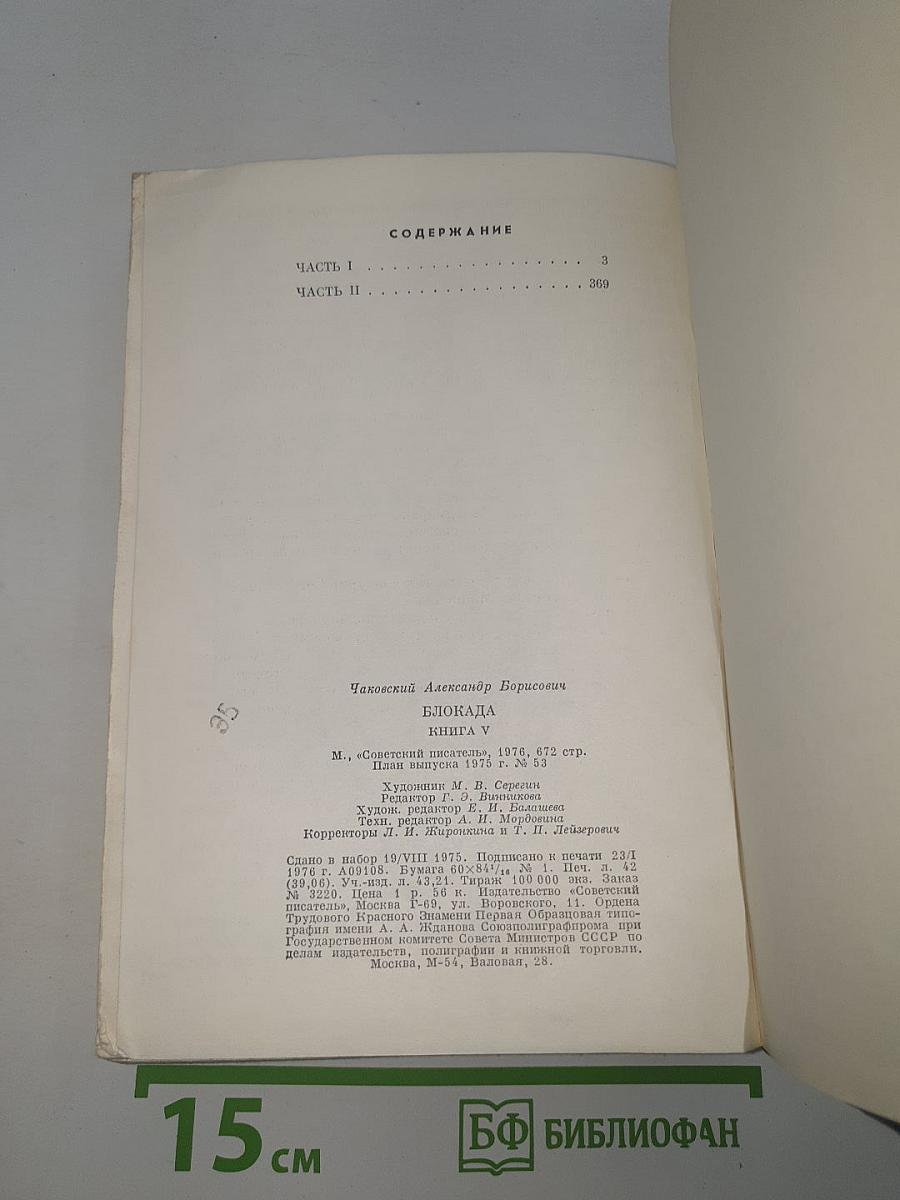 СОДЕРЖАНИЕ
ЧАСТЬ I . . . . . . . . . . . . . . . . . 3
ЧАСТЬ II . . . . . . . . . . . . . . . . . 369
Чаковский Александр Борисович
БЛОКАДА
КНИГА V
М., «Советский писатель», 1976, 672 стр.
План выпуска 1975 г. № 53
Художник М. В. Серегин
Редактор Г. Э. Винникова
Худож. редактор Е. И. Балашева
Техн. редактор А. И. Мордовина
Корректоры Л. И. Жиронкина и Т. П. Лейзерович
Сдано в набор 19/VIII 1975. Подписано к печати 23/I
1976 г. А09108. Бумага 60×84¹/₁₆ № 1. Печ. л. 42
(39,06). Уч.-изд. л. 43,21. Тираж 100 000 экз. Заказ
№ 3220. Цена 1 р. 56 к. Издательство «Советский
писатель», Москва Г-69, ул. Воровского, 11. Ордена
Трудового Красного Знамени Первая Образцовая типо-
графия имени А. А. Жданова Союзполиграфпрома при
Государственном комитете Совета Министров СССР по
делам издательств, полиграфии и книжной торговли.
Москва, М-54, Валовая, 28.
15 см
БФ БИБЛИОФАН